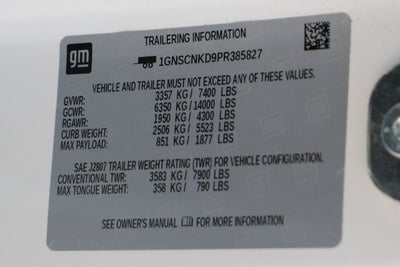 gm
TRAILERING INFORMATION
1GNSCNKD9PR385827
VEHICLE AND TRAILER MUST NOT EXCEED ANY OF THESE VALUES.
GVWR: 3357 KG/ 7400 LBS
GCWR: 6350 KG/14000 LBS
RGAWR: 1950 KG/ 4300 LBS
CURB WEIGHT: 2506 KG/ 5523 LBS
MAX PAYLOAD: 851 KG/ 1877 LBS
SAE J2807 TRAILER WEIGHT RATING (TWR) FOR VEHICLE CONFIGURATION.
CONVENTIONAL TWR: 3583 KG/ 7900 LBS
MAX TONGUE WEIGHT: 358 KG/ 790 LBS
SEE OWNER'S MANUAL FOR MORE INFORMATION